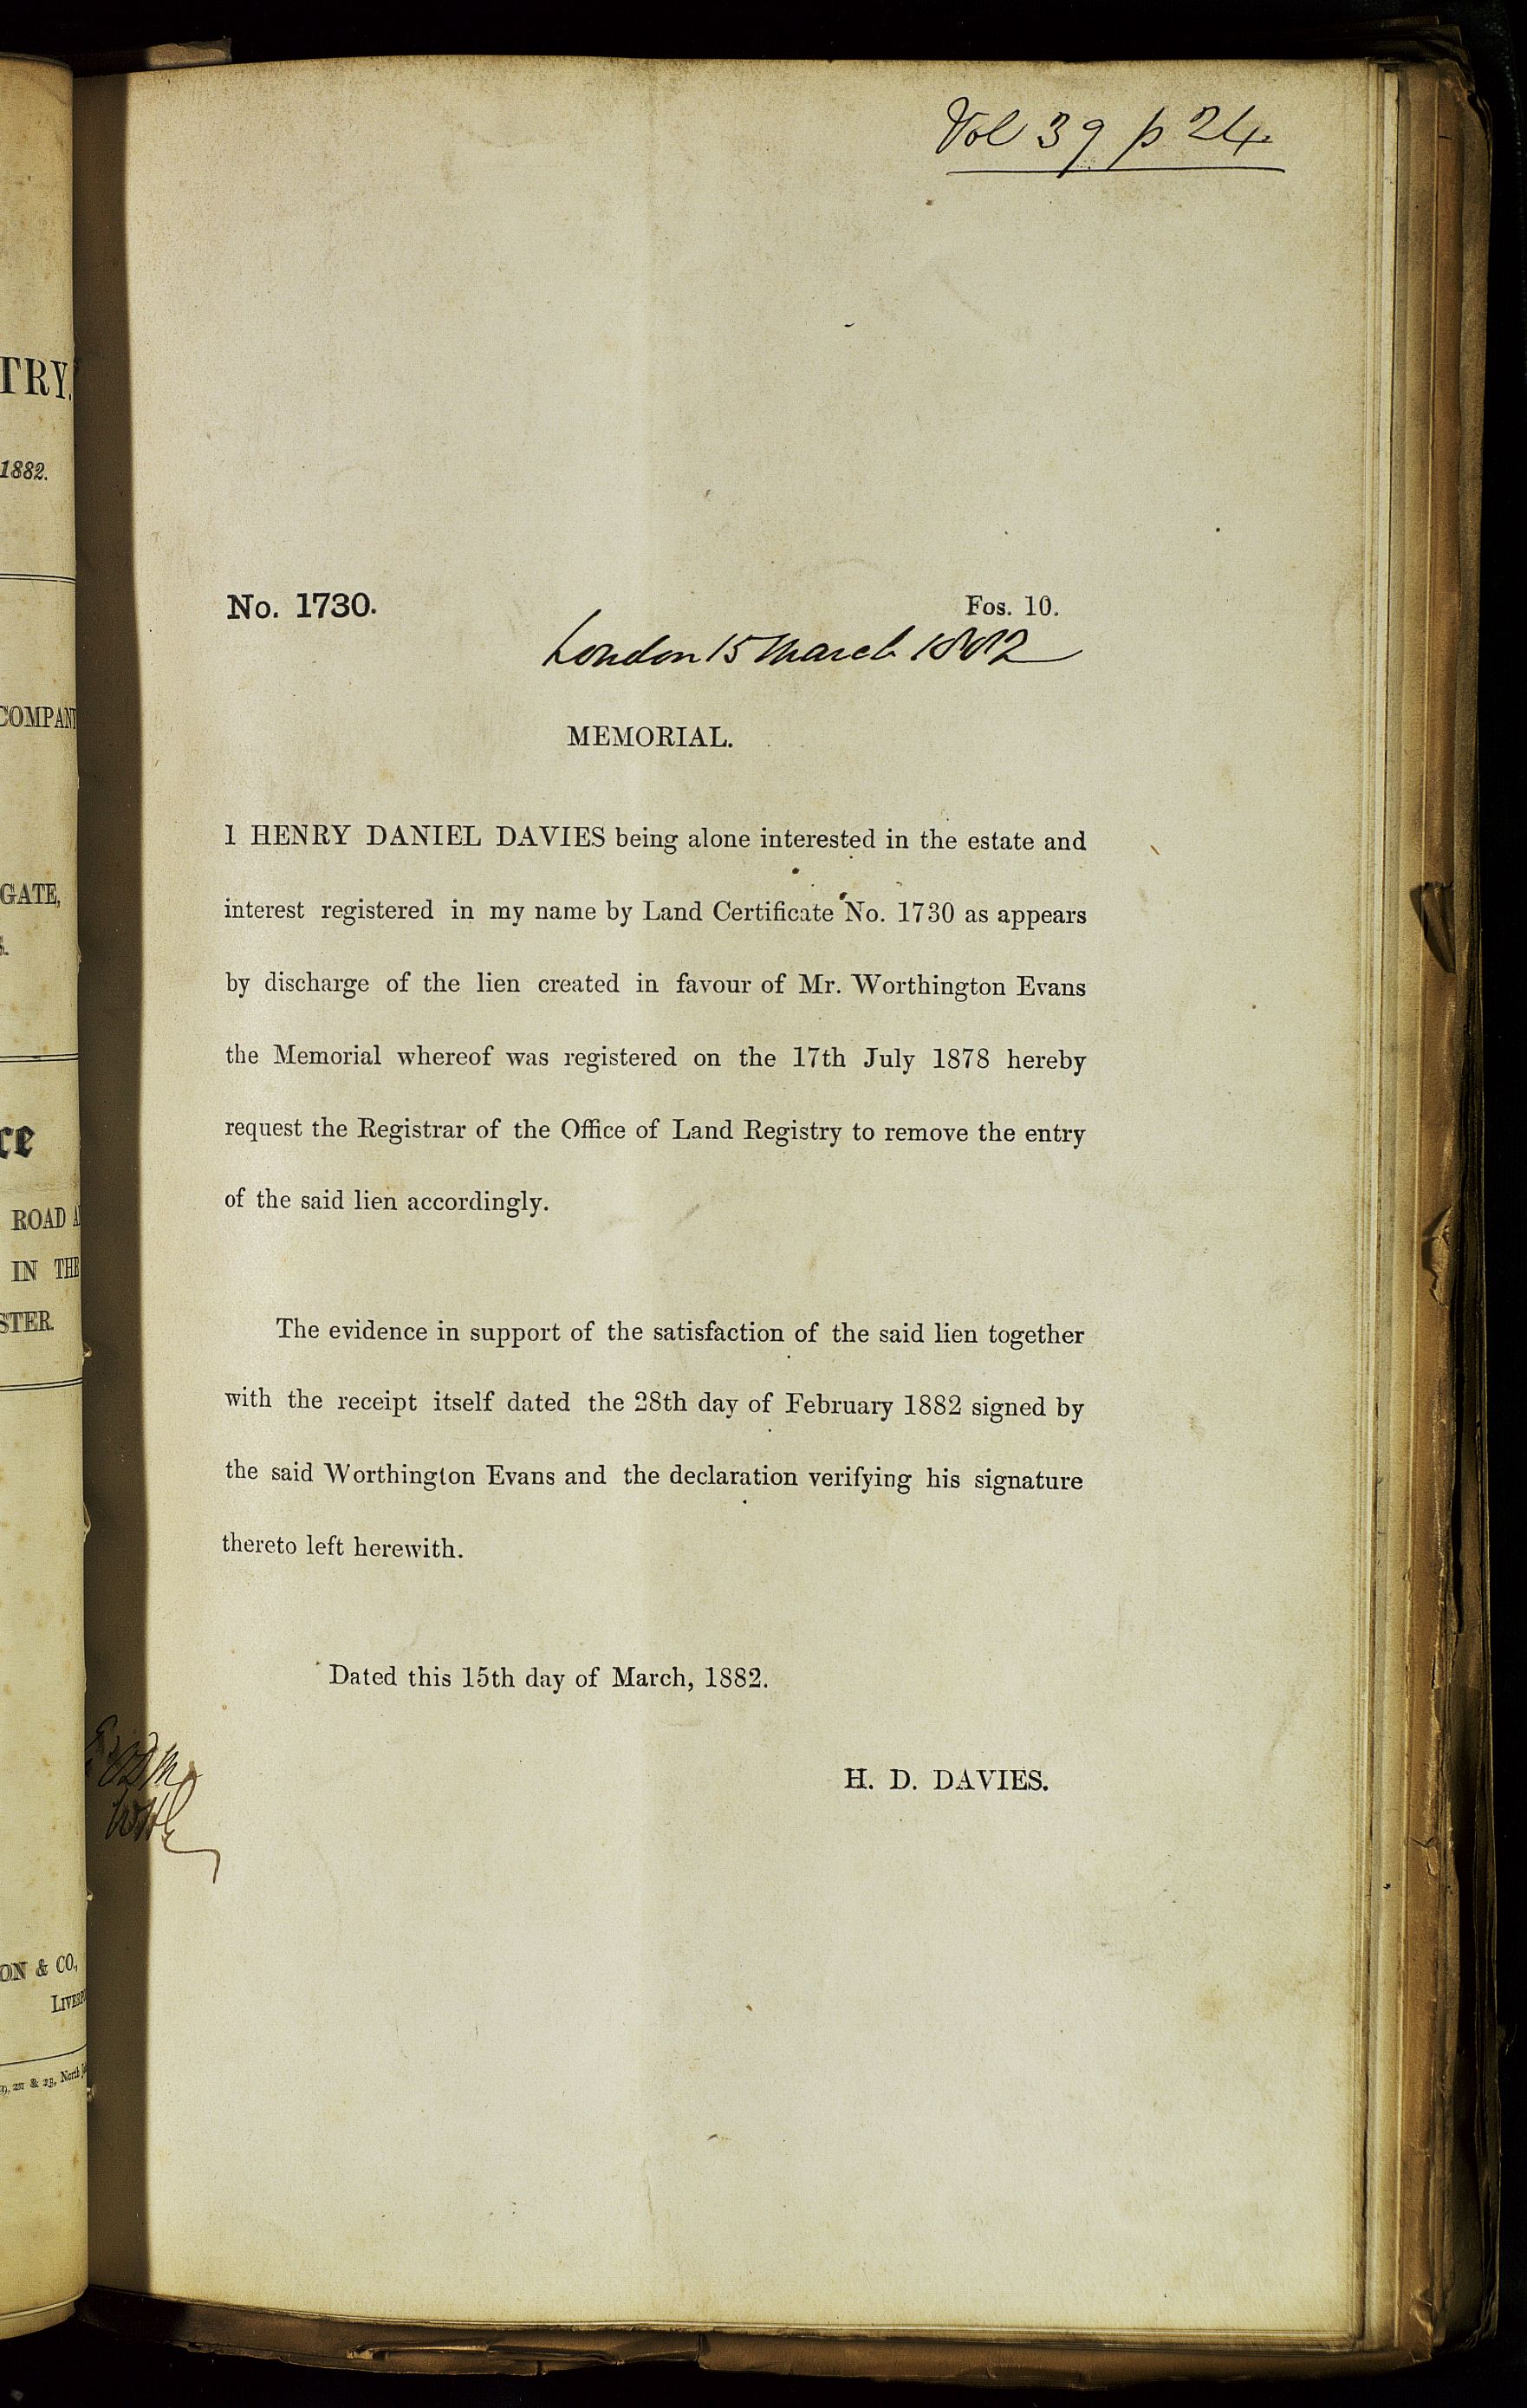 Vol 39 p 24
TRY.
1882.
COMPANY
GATE,
S.
ce
ROAD A
IN THE
STER.
ON & CO.,
LIVERPO
No. 1730.
Fos. 10.
London 15 March 1882
MEMORIAL.
I HENRY DANIEL DAVIES being alone interested in the estate and
interest registered in my name by Land Certificate No. 1730 as appears
by discharge of the lien created in favour of Mr. Worthington Evans
the Memorial whereof was registered on the 17th July 1878 hereby
request the Registrar of the Office of Land Registry to remove the entry
of the said lien accordingly.
The evidence in support of the satisfaction of the said lien together
with the receipt itself dated the 28th day of February 1882 signed by
the said Worthington Evans and the declaration verifying his signature
thereto left herewith.
Dated this 15th day of March, 1882.
H. D. DAVIES.